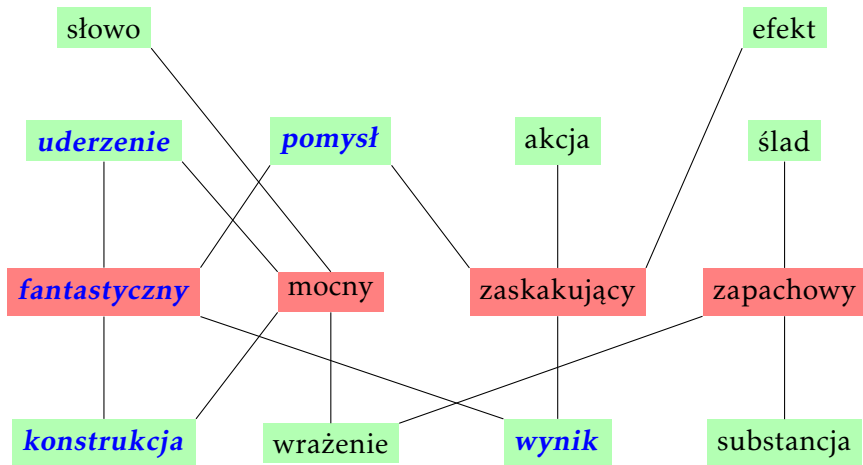 słowo efekt
uderzenie pomysł akcja ślad
fantastyczny mocny zaskakujący zapachowy
konstrukcja wrażenie wynik substancja